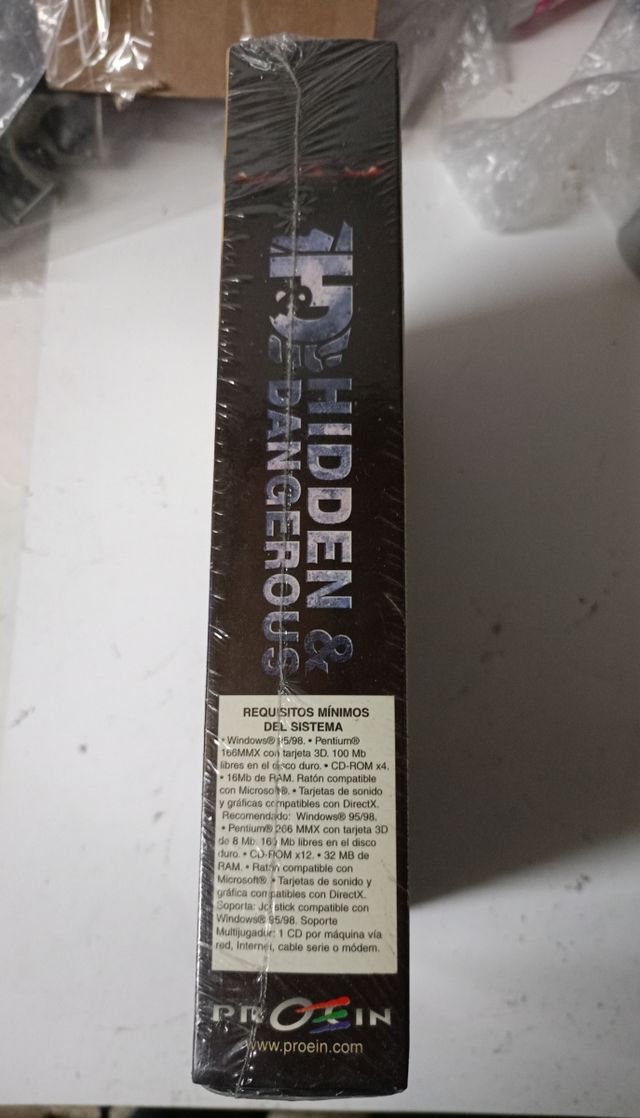 HIDDEN &
DANGEROUS
REQUISITOS MÍNIMOS
DEL SISTEMA
• Windows® 95/98. • Pentium®
166MMX con tarjeta 3D. 100 Mb
libres en el disco duro. • CD-ROM x4.
• 16Mb de RAM. Ratón compatible
con Microsoft®. • Tarjetas de sonido
y gráficas compatibles con DirectX.
Recomendado: Windows® 95/98.
• Pentium® 266 MMX con tarjeta 3D
de 8 Mb. 160 Mb libres en el disco
duro. • CD-ROM x12. • 32 MB de
RAM. • Ratón compatible con
Microsoft®. • Tarjetas de sonido y
gráfica compatibles con DirectX.
Soporta: Joystick compatible con
Windows® 95/98. Soporte
Multijugador: 1 CD por máquina vía
red, Internet, cable serie o módem.
PROEIN
www.proein.com